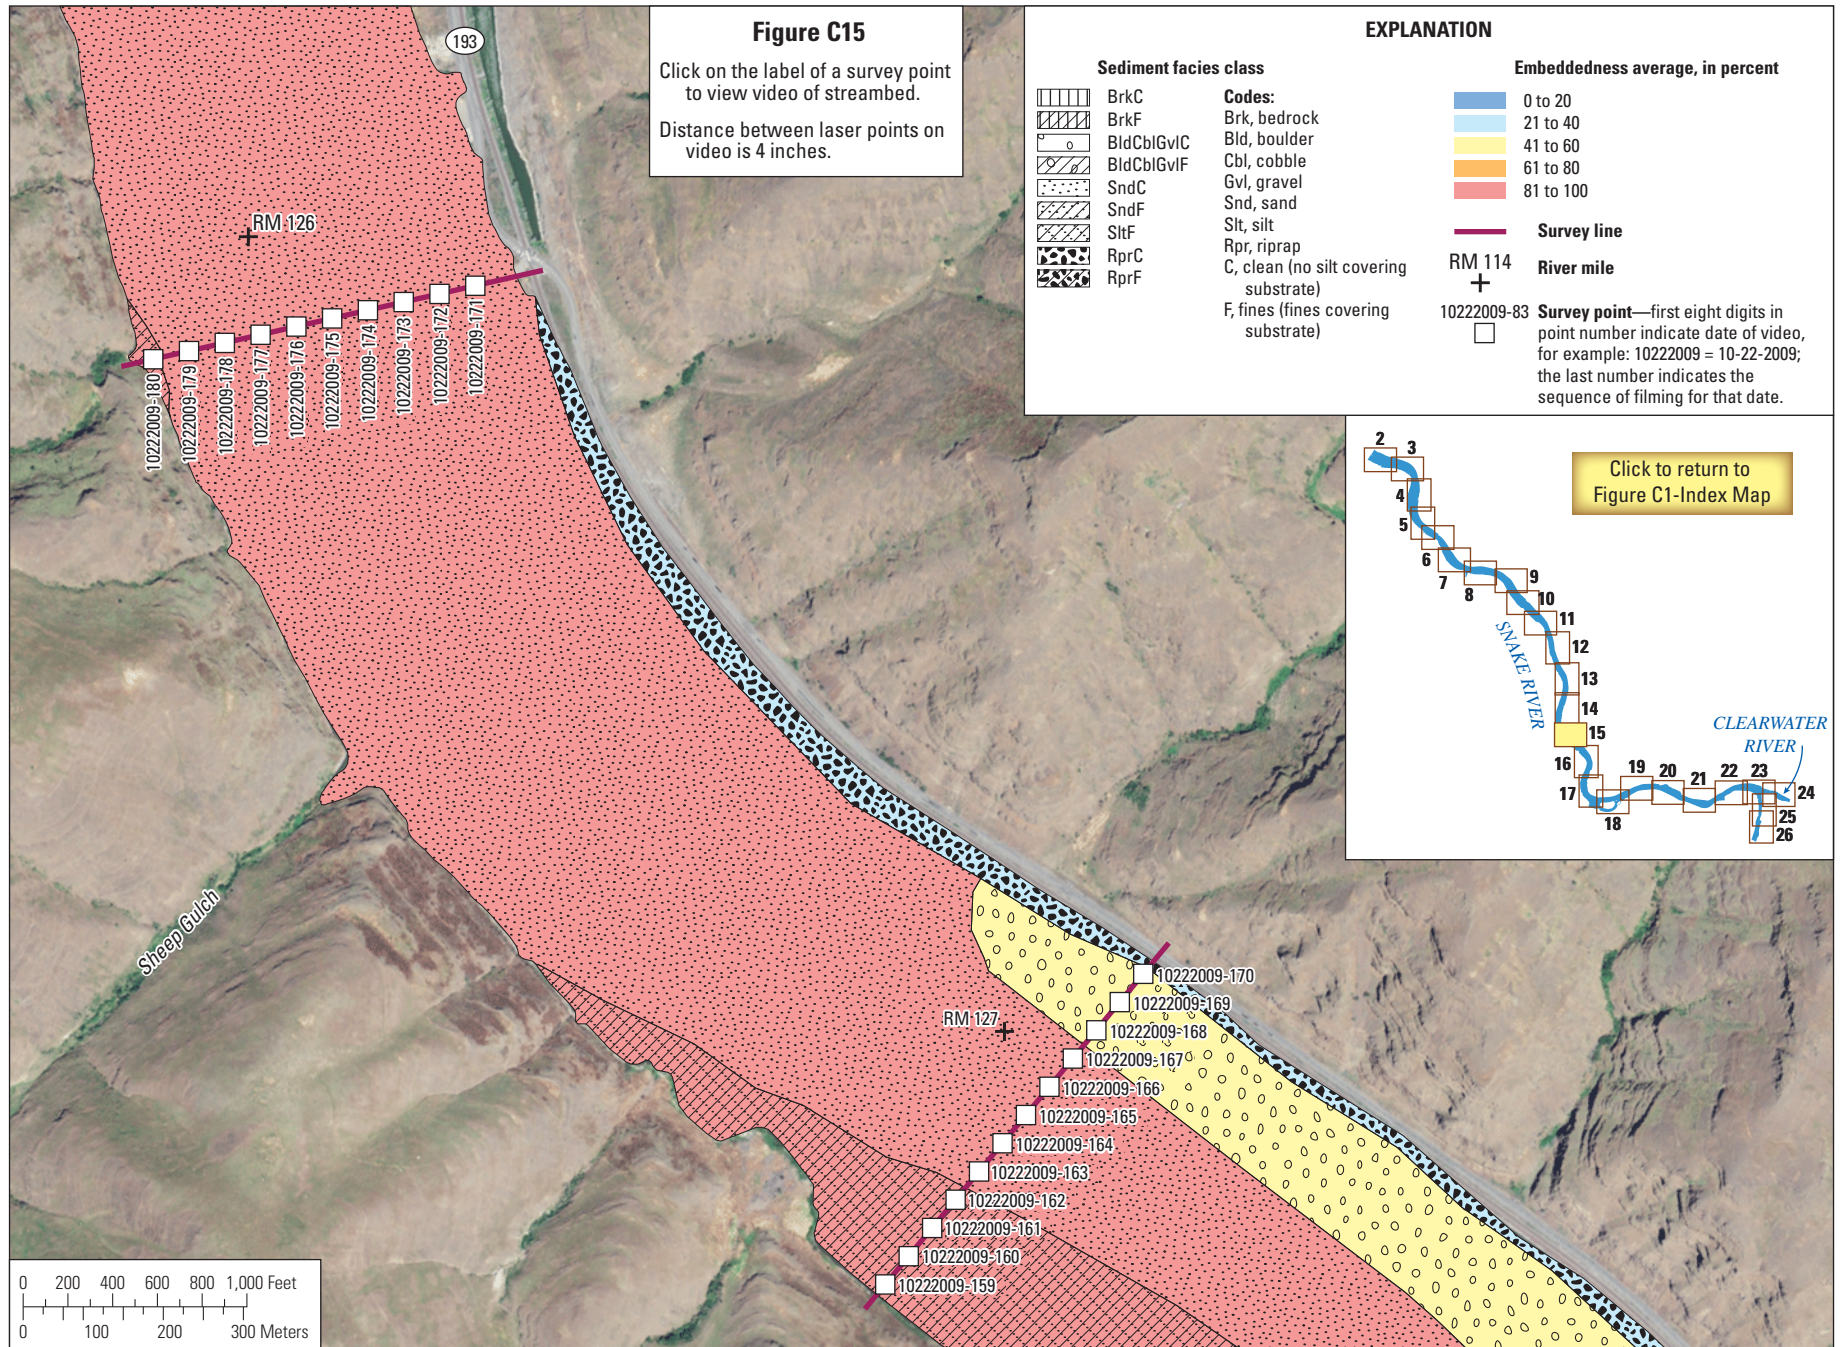 193
Figure C15
Click on the label of a survey point
to view video of streambed.
Distance between laser points on
video is 4 inches.
EXPLANATION
Sediment facies class
BrkC
BrkF
BldCblGvlC
BldCblGvlF
SndC
SndF
SltF
RprC
RprF
Codes:
Brk, bedrock
Bld, boulder
Cbl, cobble
Gvl, gravel
Snd, sand
Slt, silt
Rpr, riprap
C, clean (no silt covering
substrate)
F, fines (fines covering
substrate)
Embeddedness average, in percent
0 to 20
21 to 40
41 to 60
61 to 80
81 to 100
Survey line
RM 114
River mile
10222009-83
Survey point—first eight digits in
point number indicate date of video,
for example: 10222009 = 10-22-2009;
the last number indicates the
sequence of filming for that date.
RM 126
10222009-180
10222009-179
10222009-178
10222009-177
10222009-176
10222009-175
10222009-174
10222009-173
10222009-172
10222009-171
2
3
4
5
6
7
8
9
10
11
12
13
14
15
16
17
18
19
20
21
22
23
24
25
26
SNAKE RIVER
CLEARWATER
RIVER
Click to return to
Figure C1-Index Map
Sheep Gulch
RM 127
10222009-170
10222009-169
10222009-168
10222009-167
10222009-166
10222009-165
10222009-164
10222009-163
10222009-162
10222009-161
10222009-160
10222009-159
0 200 400 600 800 1,000 Feet
0 100 200 300 Meters